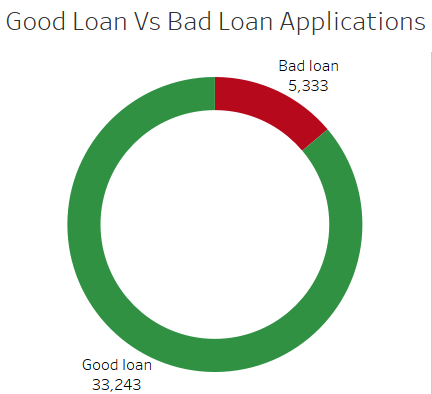 Good Loan Vs Bad Loan Applications
Bad loan
5,333
Good loan
33,243